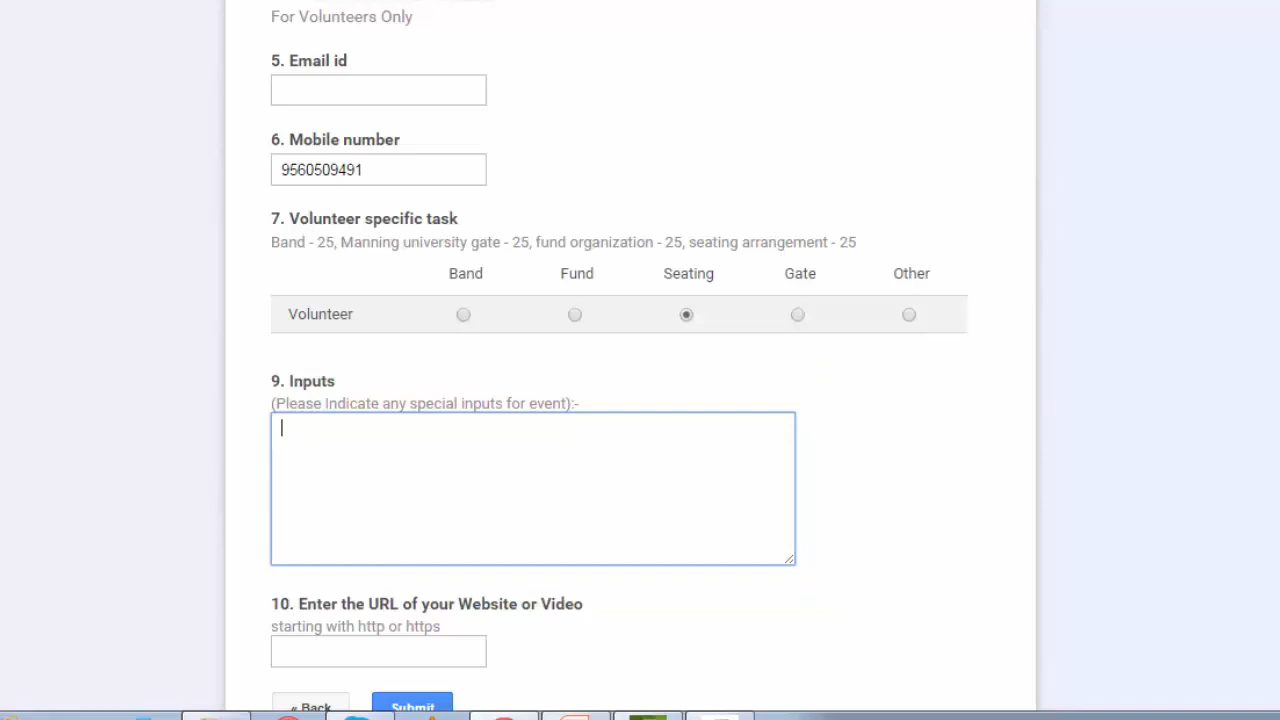 For Volunteers Only
5. Email id
6. Mobile number
9560509491
7. Volunteer specific task
Band - 25, Manning university gate - 25, fund organization - 25, seating arrangement - 25
Band Fund Seating Gate Other
Volunteer
9. Inputs
(Please Indicate any special inputs for event):-
10. Enter the URL of your Website or Video
starting with http or https
« Back Submit